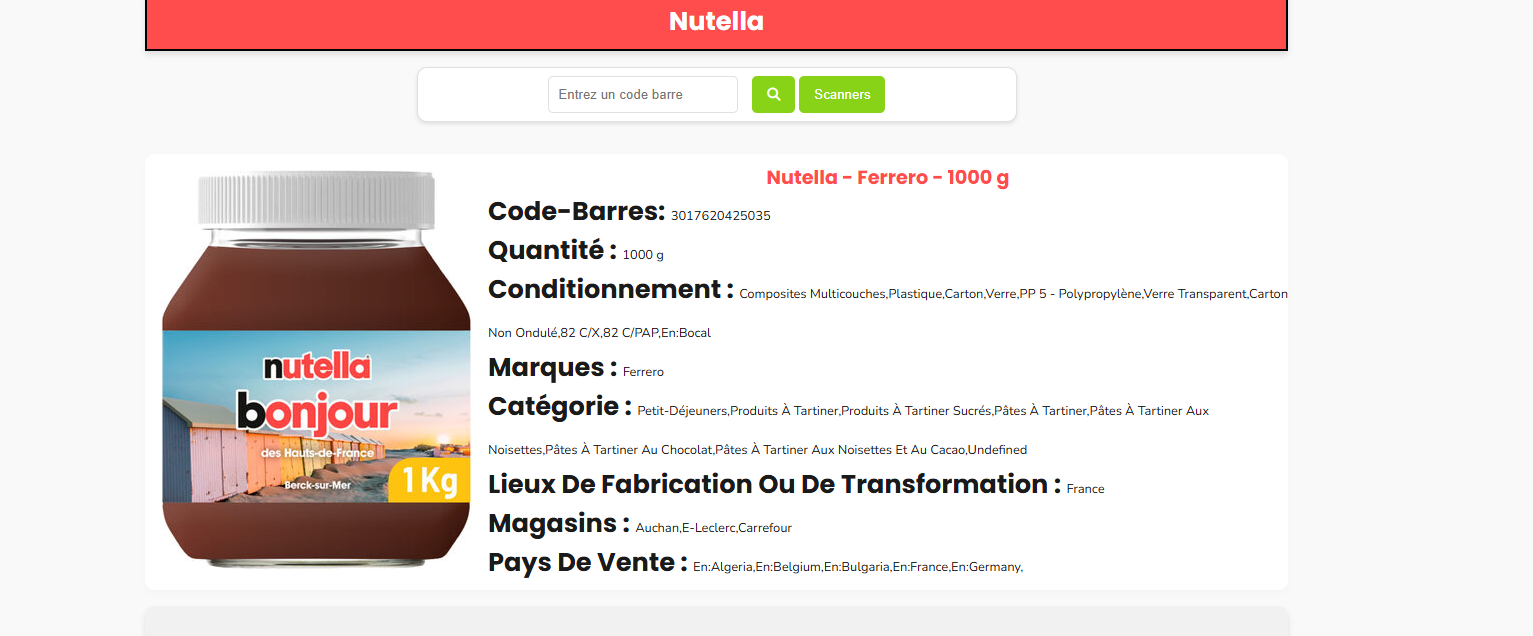 Nutella
Entrez un code barre
Scanners
Nutella - Ferrero - 1000 g
Code-Barres: 3017620425035
Quantité : 1000 g
Conditionnement : Composites Multicouches,Plastique,Carton,Verre,PP 5 - Polypropylène,Verre Transparent,Carton
Non Ondulé,82 C/X,82 C/PAP,En:Bocal
Marques : Ferrero
Catégorie : Petit-Déjeuners,Produits À Tartiner,Produits À Tartiner Sucrés,Pâtes À Tartiner,Pâtes À Tartiner Aux
Noisettes,Pâtes À Tartiner Au Chocolat,Pâtes À Tartiner Aux Noisettes Et Au Cacao,Undefined
Lieux De Fabrication Ou De Transformation : France
Magasins : Auchan,E-Leclerc,Carrefour
Pays De Vente : En:Algeria,En:Belgium,En:Bulgaria,En:France,En:Germany,
nutella
bonjour
des Hauts-de-France
Berck-sur-Mer
1 Kg